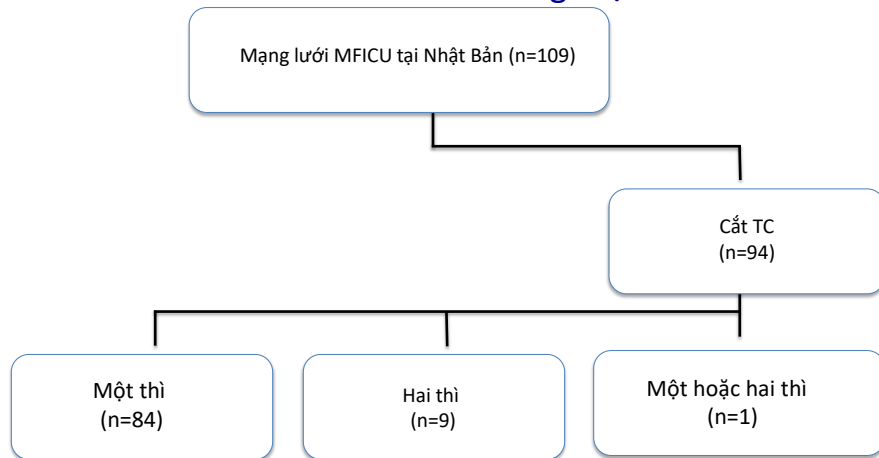 Mạng lưới MFICU tại Nhật Bản (n=109)
Cắt TC
(n=94)
Một thì
(n=84)
Hai thì
(n=9)
Một hoặc hai thì
(n=1)